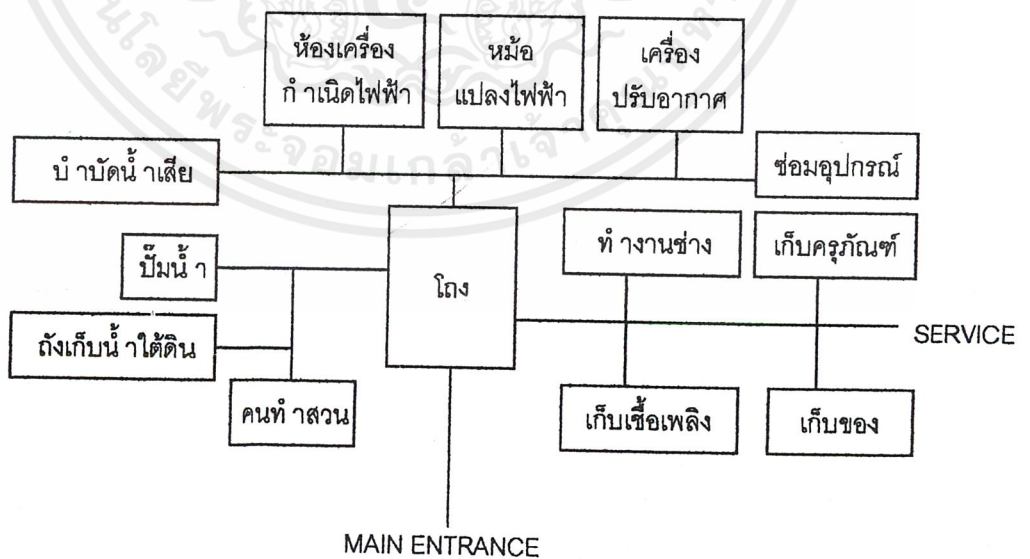 ห้องเครื่อง
กำเนิดไฟฟ้า
หม้อ
แปลงไฟฟ้า
เครื่อง
ปรับอากาศ
บำบัดน้ำเสีย
ซ่อมอุปกรณ์
ปั๊มน้ำ
โถง
ทำงานช่าง
เก็บครุภัณฑ์
ถังเก็บน้ำใต้ดิน
SERVICE
คนทำสวน
เก็บเชื้อเพลิง
เก็บของ
MAIN ENTRANCE